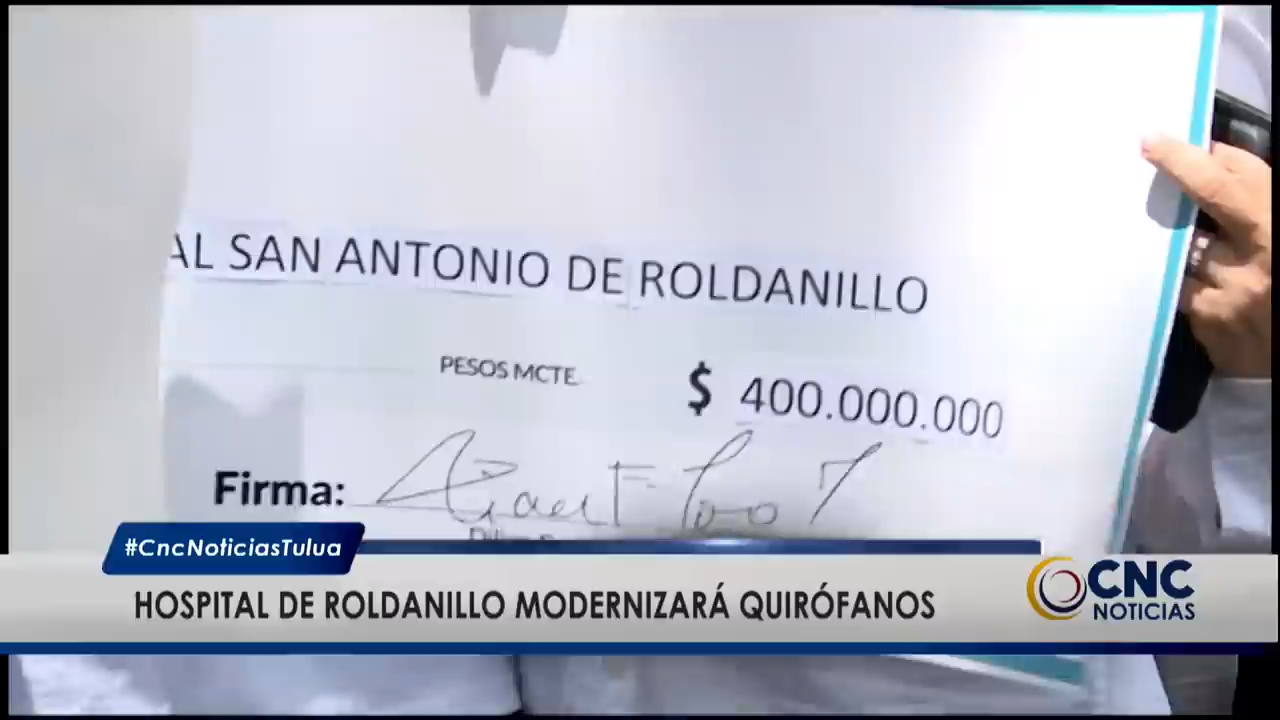 AL SAN ANTONIO DE ROLDANILLO
PESOS MCTE
$ 400.000.000
Firma:
#CncNoticiasTulua
HOSPITAL DE ROLDANILLO MODERNIZARÁ QUIRÓFANOS
CNC
NOTICIAS